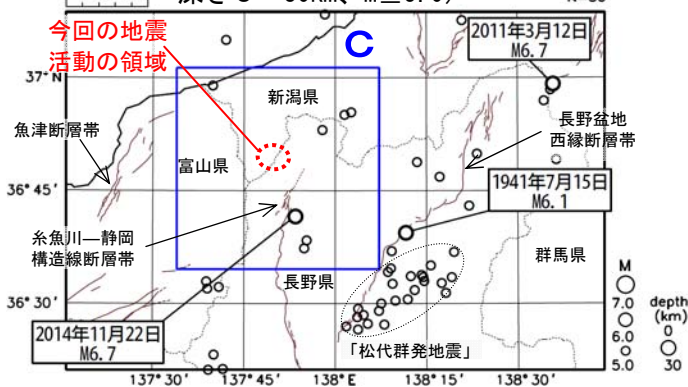 今回の地震
活動の領域
C
2011年3月12日
M6.7
37°N
新潟県
魚津断層帯
長野盆地
西縁断層帯
富山県
36°45'
1941年7月15日
M6.1
糸魚川―静岡
構造線断層帯
群馬県
長野県
M
7.0
6.0
5.0
depth
(km)
0
30
36°30'
2014年11月22日
M6.7
「松代群発地震」
137°30'
137°45'
138°E
138°15'
138°30'